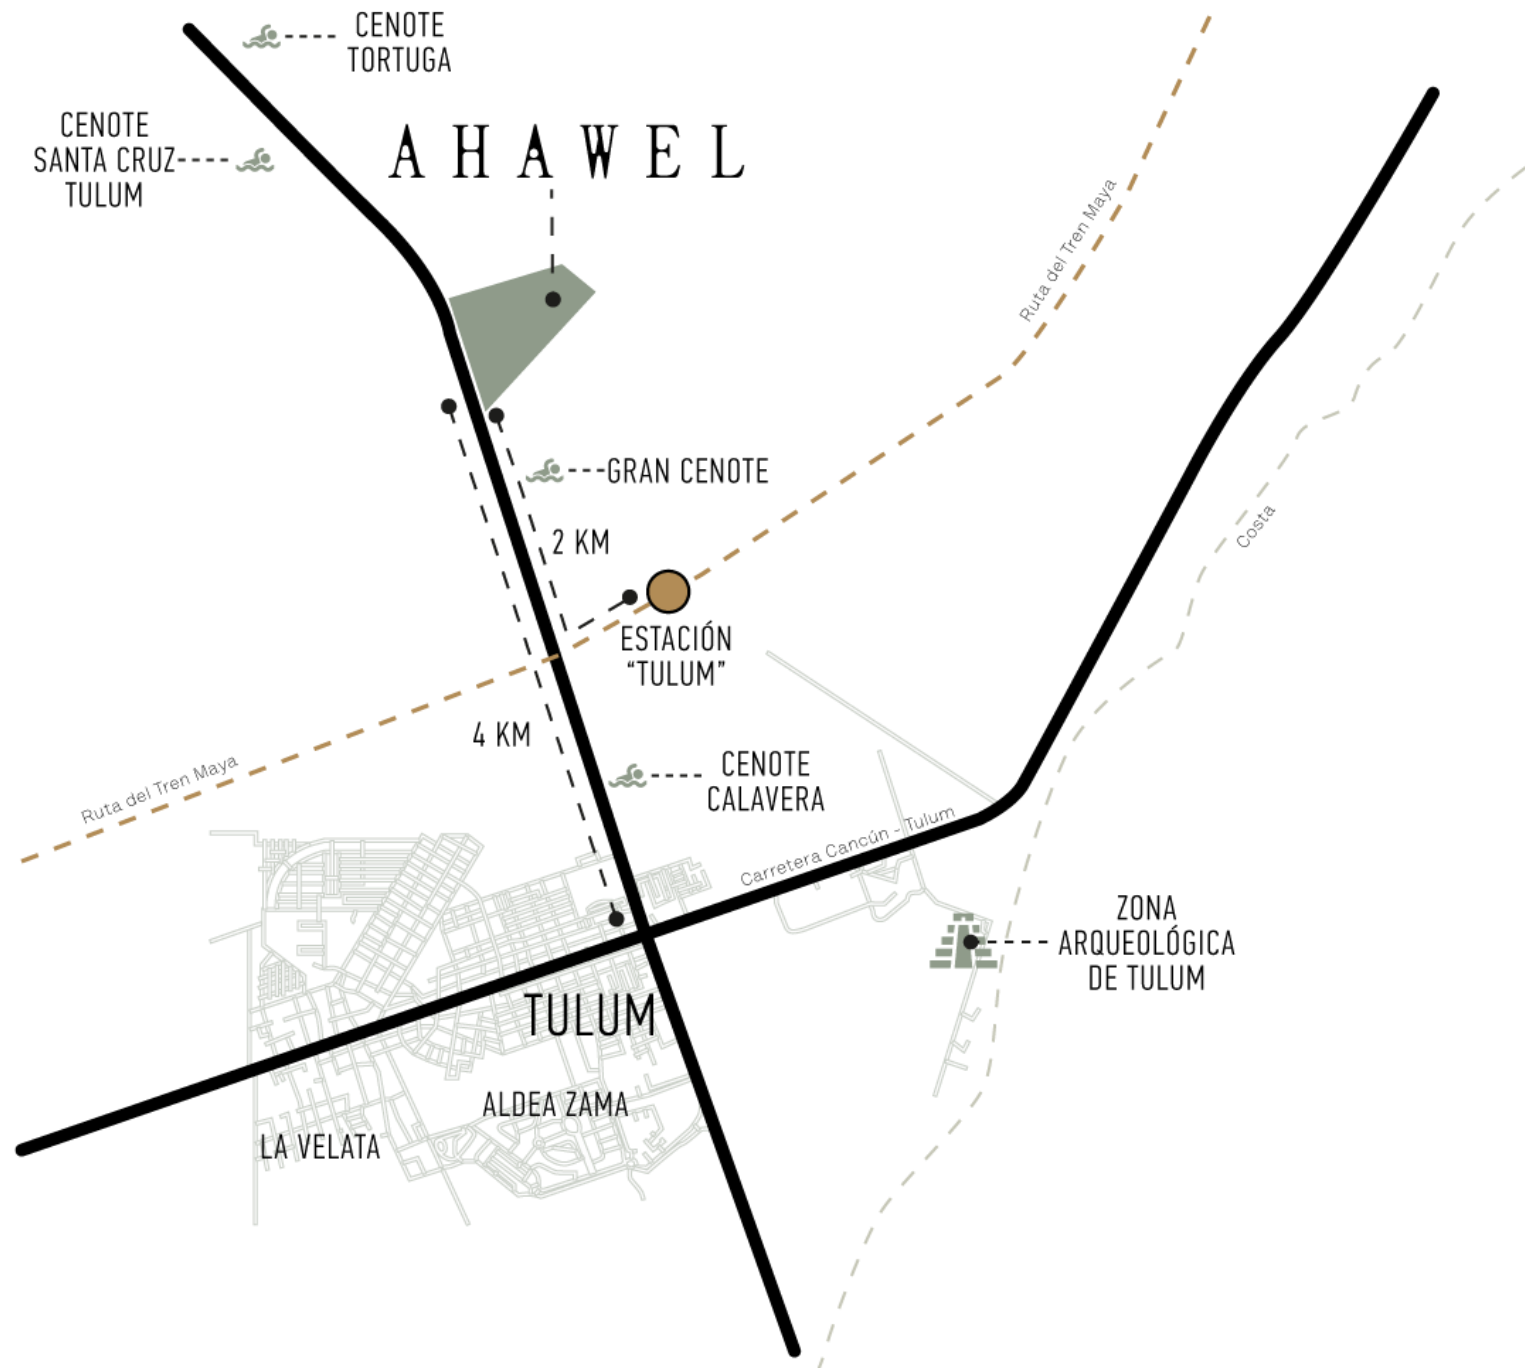 CENOTE
TORTUGA
CENOTE
SANTA CRUZ
TULUM
AHAWEL
Ruta del Tren Maya
GRAN CENOTE
Costa
2 KM
ESTACIÓN
“TULUM”
4 KM
CENOTE
CALAVERA
Ruta del Tren Maya
Carretera Cancún - Tulum
ZONA
ARQUEOLÓGICA
DE TULUM
TULUM
ALDEA ZAMA
LA VELATA